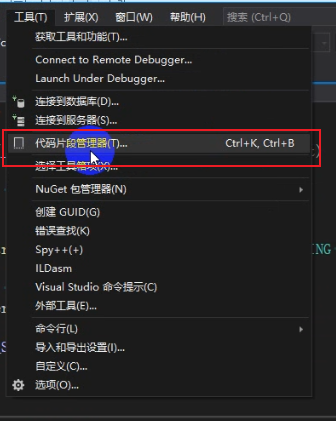 工具(T) 扩展(X) 窗口(W) 帮助(H) 搜索 (Ctrl+Q)
获取工具和功能(T)...
Connect to Remote Debugger...
Launch Under Debugger...
连接到数据库(D)...
连接到服务器(S)...
代码片段管理器(T)... Ctrl+K, Ctrl+B
选择工具箱项(X)...
NuGet 包管理器(N)
创建 GUID(G)
错误查找(K)
ING
Spy++(+)
ILDasm
Visual Studio 命令提示(C)
外部工具(E)...
命令行(L)
导入和导出设置(I)...
自定义(C)...
选项(O)...